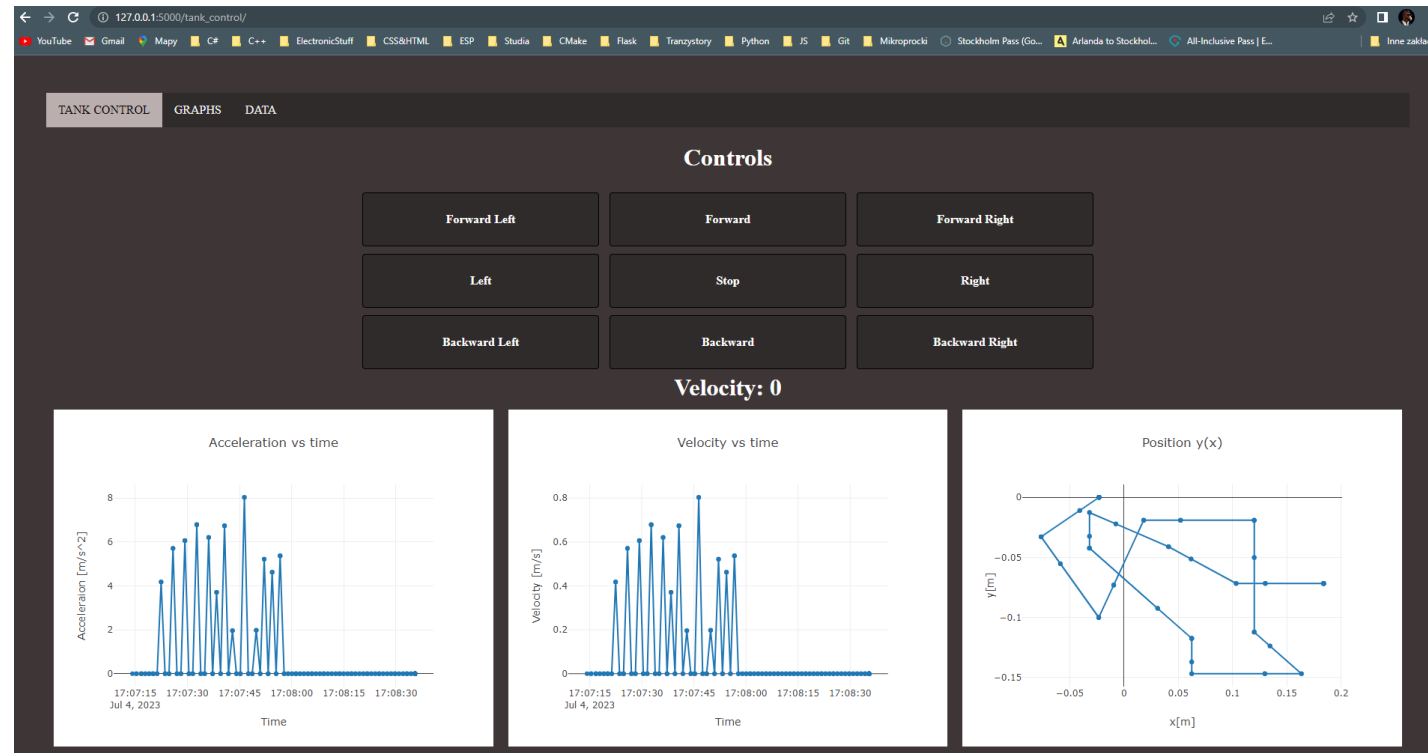 127.0.0.1:5000/tank_control/
YouTube Gmail Mapy C# C++ ElectronicStuff CSS&HTML ESP Studia CMake Flask Tranzystory Python JS Git Mikroprocki Stockholm Pass (Go... Arlanda to Stockhol... All-Inclusive Pass | E... Inne zakła
TANK CONTROL GRAPHS DATA
Controls
Forward Left Forward Forward Right
Left Stop Right
Backward Left Backward Backward Right
Velocity: 0
Acceleration vs time
8
6
4
2
0
Acceleraion [m/s^2]
17:07:15 17:07:30 17:07:45 17:08:00 17:08:15 17:08:30
Jul 4, 2023
Time
Velocity vs time
0.8
0.6
0.4
0.2
0
Velocity [m/s]
17:07:15 17:07:30 17:07:45 17:08:00 17:08:15 17:08:30
Jul 4, 2023
Time
Position y(x)
0
−0.05
−0.1
−0.15
y[m]
−0.05 0 0.05 0.1 0.15 0.2
x[m]